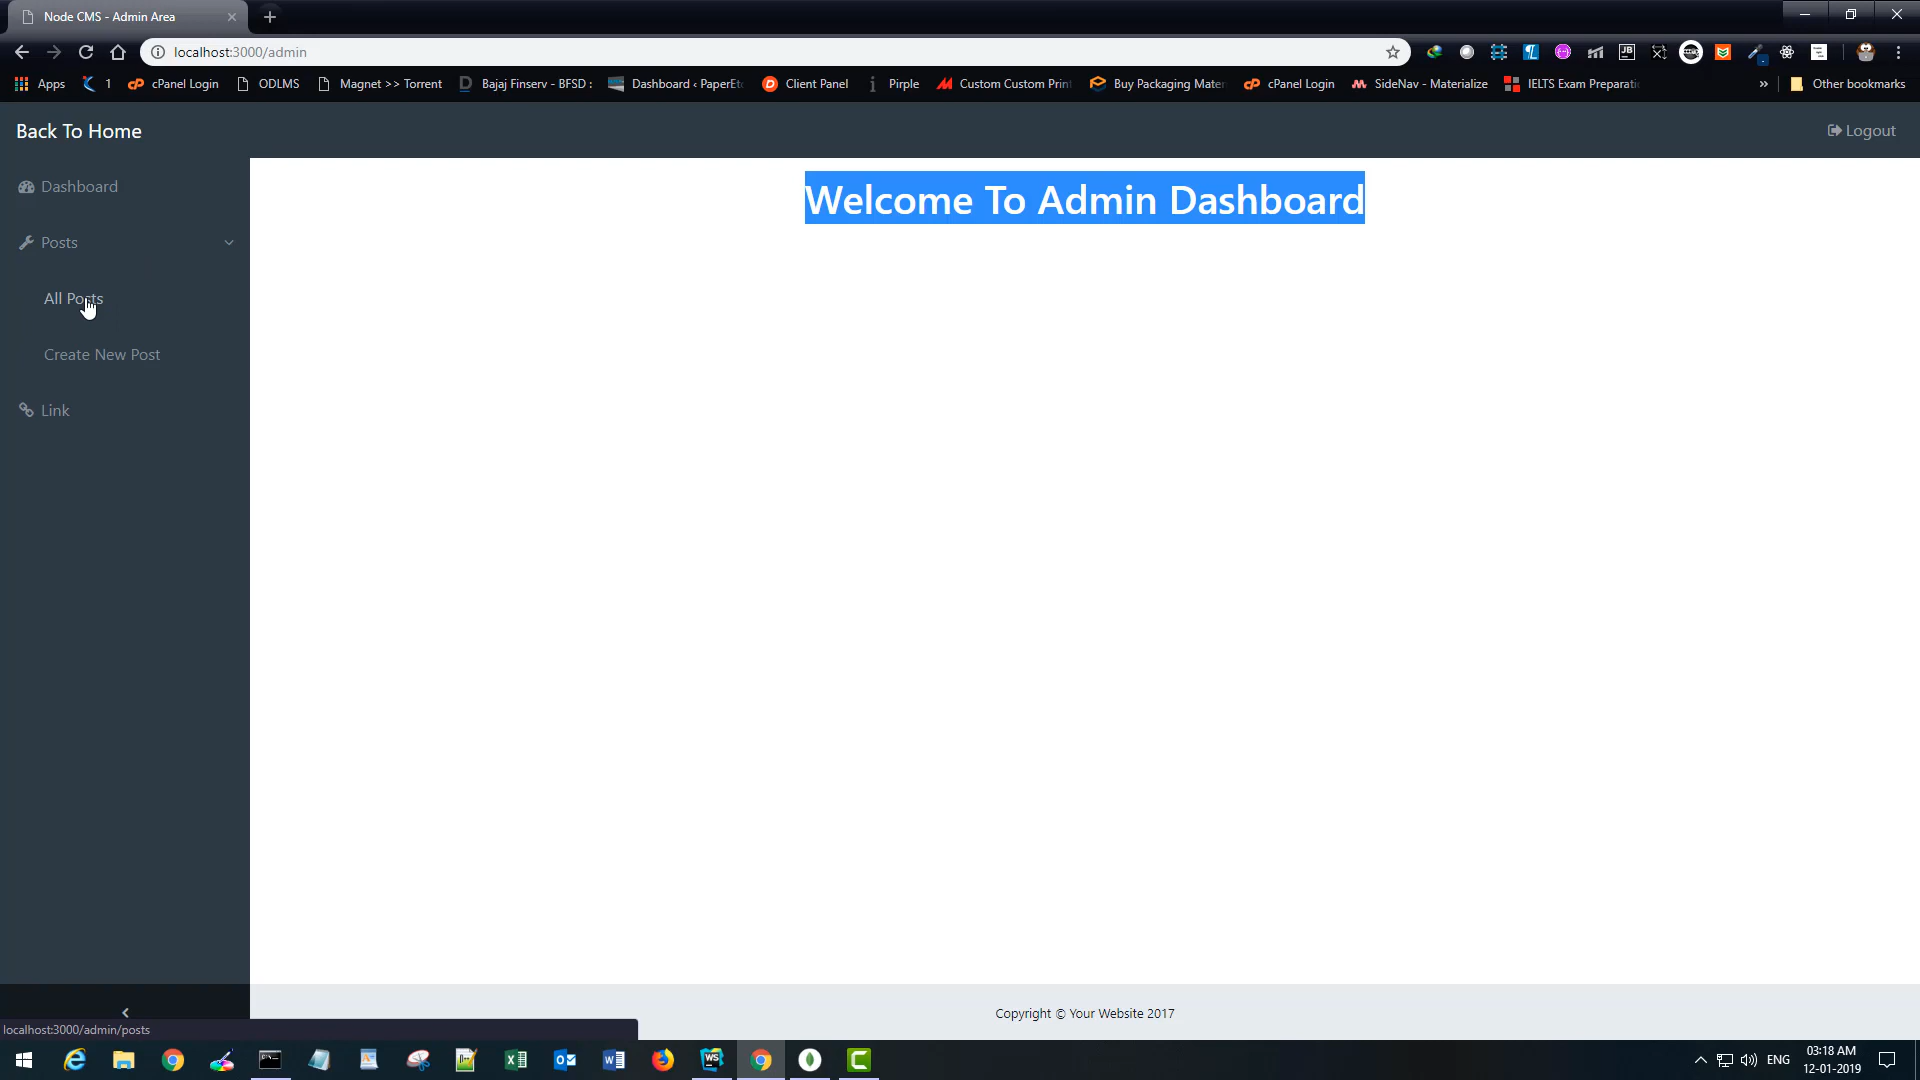 Node CMS - Admin Area
localhost:3000/admin
Apps
1
cPanel Login
ODLMS
Magnet >> Torrent
Bajaj Finserv - BFSD :
Dashboard ‹ PaperEtc
Client Panel
Pirple
Custom Custom Print
Buy Packaging Mater
cPanel Login
SideNav - Materialize
IELTS Exam Preparati
»
Other bookmarks
Back To Home
Logout
Dashboard
Posts
All Posts
Create New Post
Link
Welcome To Admin Dashboard
Copyright © Your Website 2017
localhost:3000/admin/posts
ENG
03:18 AM
12-01-2019